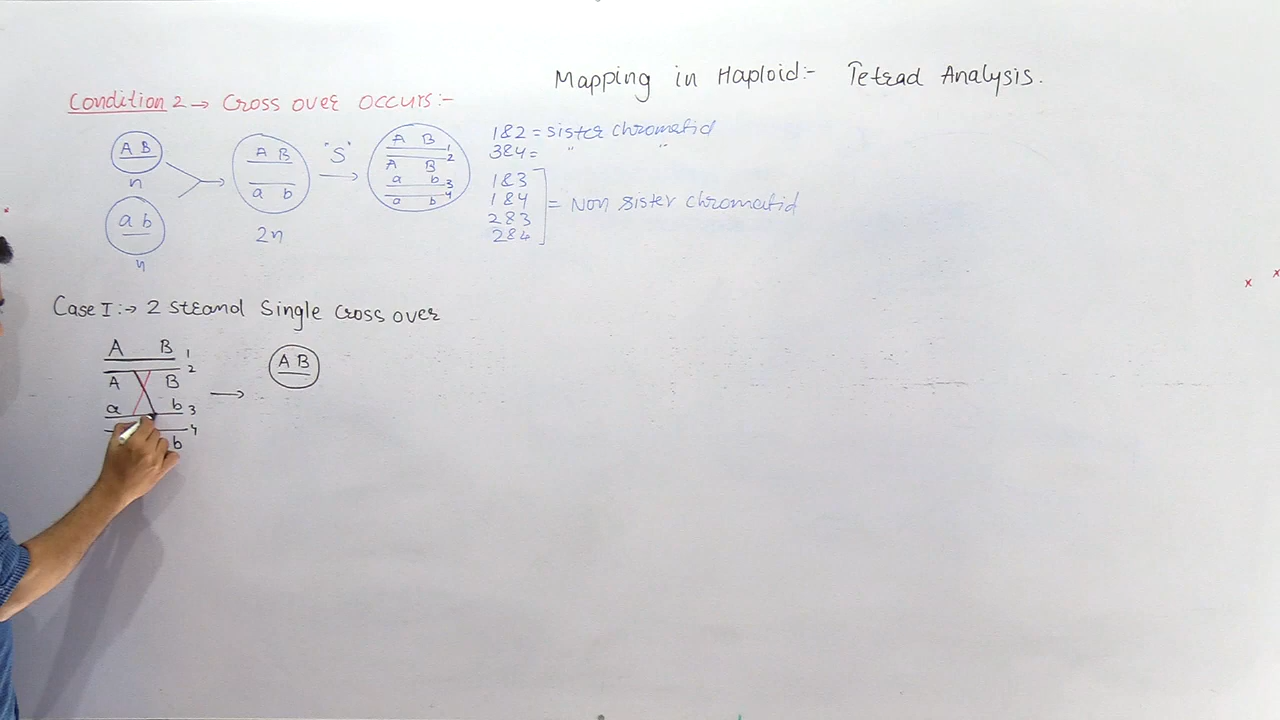 Mapping in Haploid:- Tetrad Analysis.
Condition 2 → Cross over occurs:-
A B
n
a b
n
A B
a b
2n
"S"
A B 1
2
A B
a b 3
a b 4
1&2 = sister chromatid
3&4 = " "
1&3
1&4
2&3
2&4
= Non sister chromatid
Case I :→ 2 strand Single Cross over
A B 1
2
A B
a b 3
4
b
→
A B